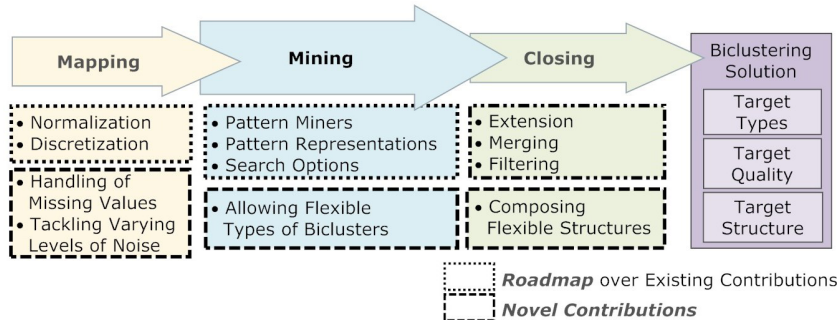 Mapping
Mining
Closing
Biclustering
Solution
Target
Types
Target
Quality
Target
Structure
• Normalization
• Discretization
• Handling of
Missing Values
• Tackling Varying
Levels of Noise
• Pattern Miners
• Pattern Representations
• Search Options
• Allowing Flexible
Types of Biclusters
• Extension
• Merging
• Filtering
• Composing
Flexible Structures
Roadmap over Existing Contributions
Novel Contributions